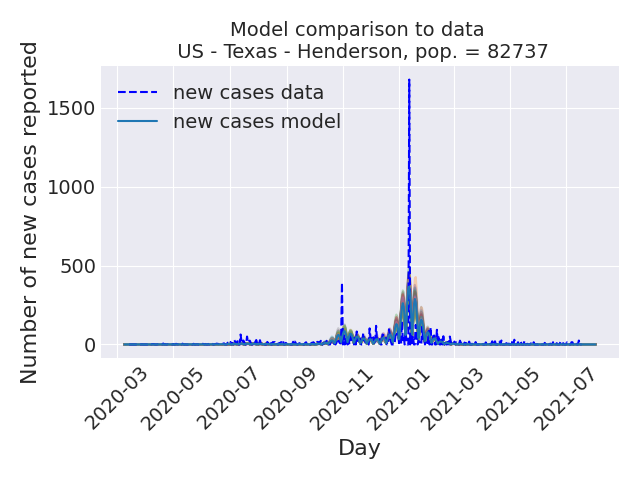 Model comparison to data
US - Texas - Henderson, pop. = 82737
new cases data
new cases model
Number of new cases reported
1500
1000
500
0
2020-03
2020-05
2020-07
2020-09
2020-11
2021-01
2021-03
2021-05
2021-07
Day